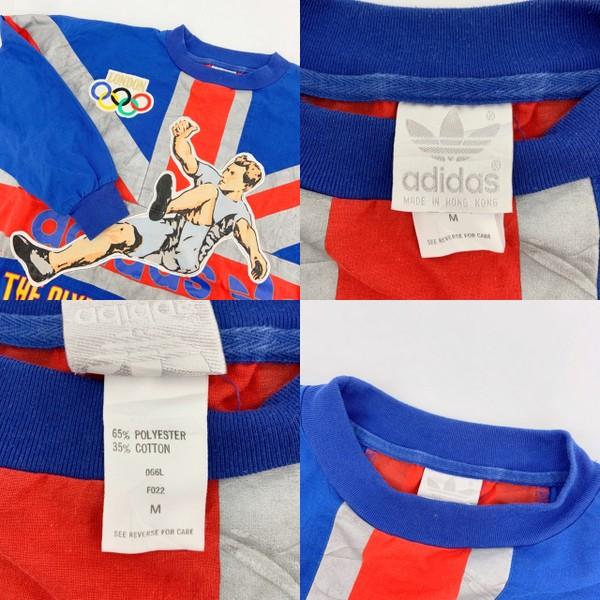 LONDON
adidas
THE OLY
adidas®
MADE IN HONG KONG
M
SEE REVERSE FOR CARE
adidas
65% POLYESTER
35% COTTON
066L
F022
M
SEE REVERSE FOR CARE